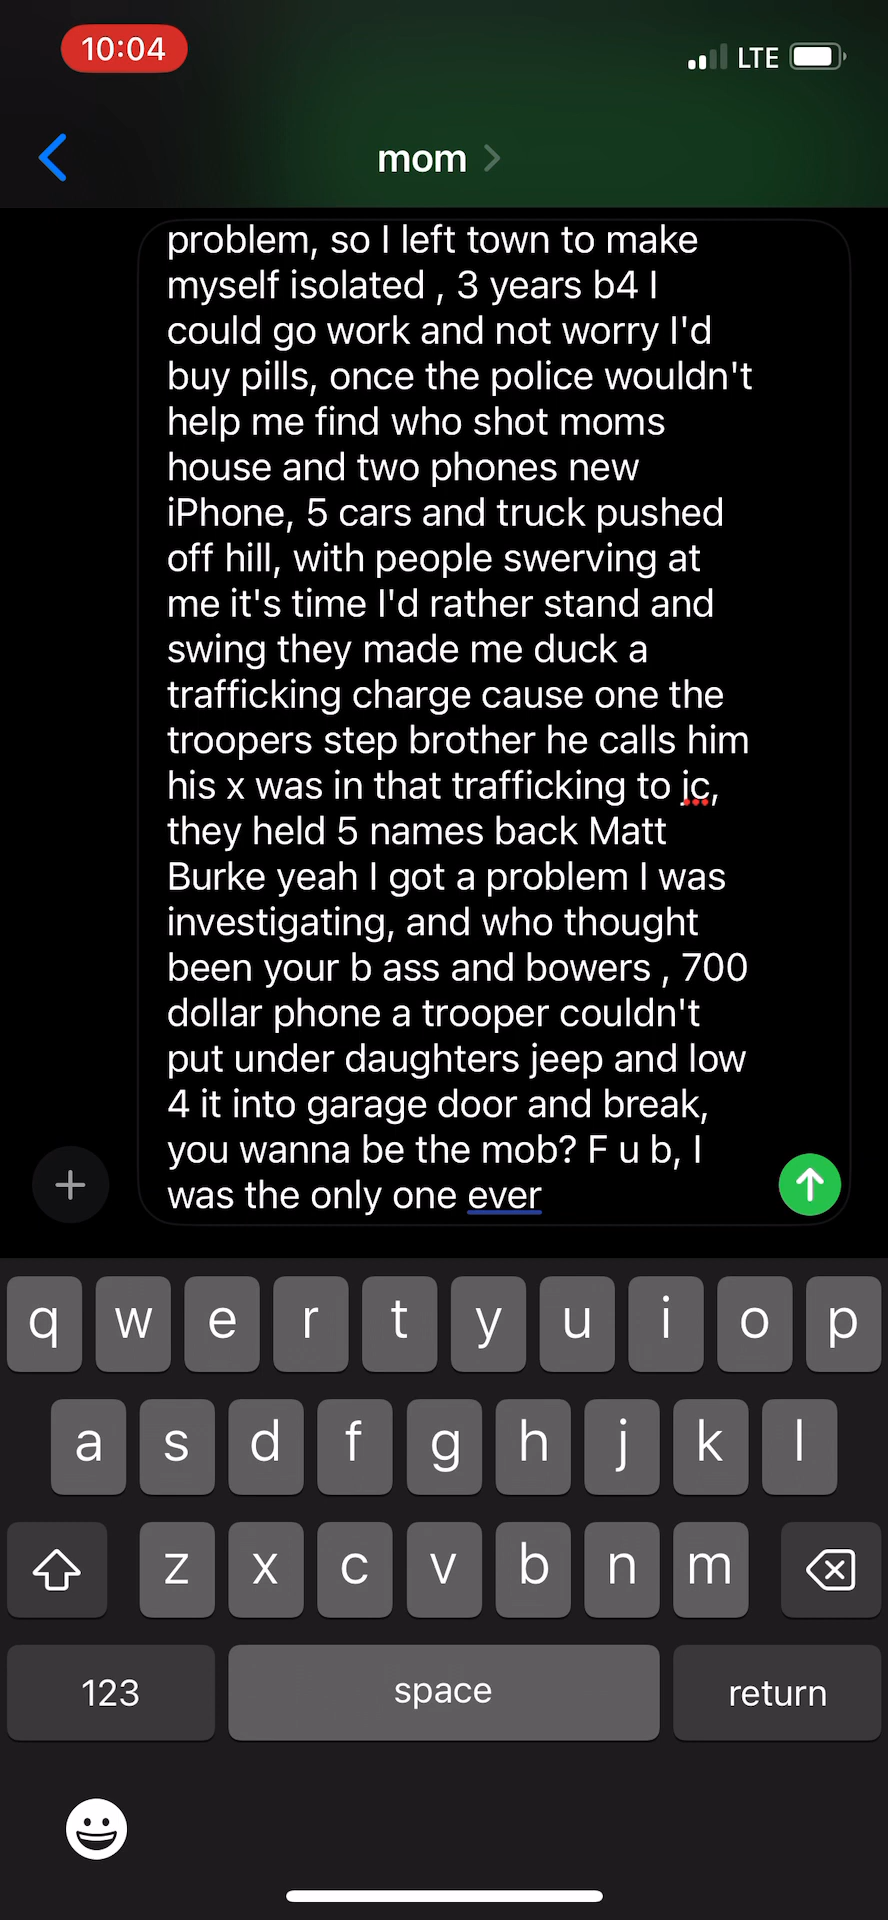 10:04
LTE
mom
problem, so I left town to make
myself isolated , 3 years b4 I
could go work and not worry I'd
buy pills, once the police wouldn't
help me find who shot moms
house and two phones new
iPhone, 5 cars and truck pushed
off hill, with people swerving at
me it's time I'd rather stand and
swing they made me duck a
trafficking charge cause one the
troopers step brother he calls him
his x was in that trafficking to jc,
they held 5 names back Matt
Burke yeah I got a problem I was
investigating, and who thought
been your b ass and bowers , 700
dollar phone a trooper couldn't
put under daughters jeep and low
4 it into garage door and break,
you wanna be the mob? F u b, I
was the only one ever
q w e r t y u i o p
a s d f g h j k l
z x c v b n m
123 space return